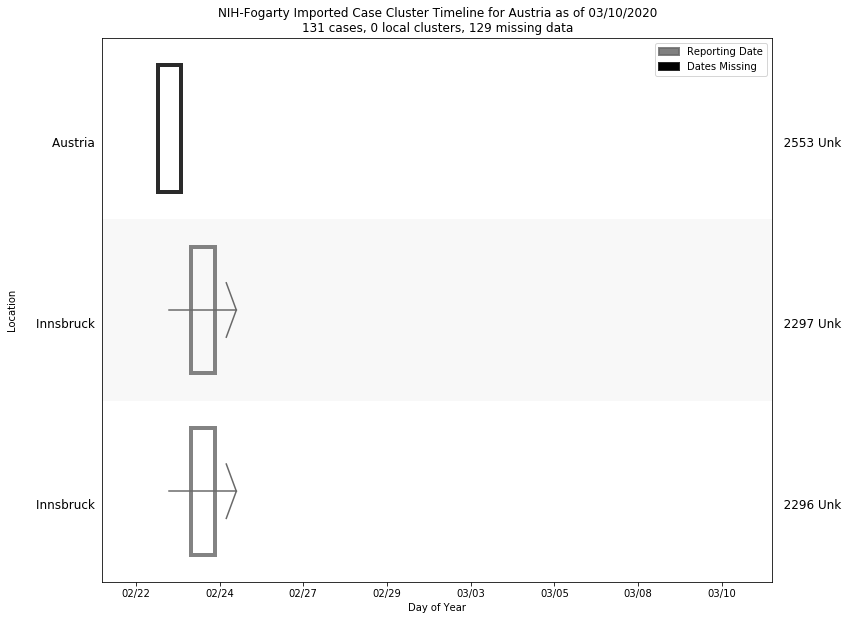 NIH-Fogarty Imported Case Cluster Timeline for Austria as of 03/10/2020
131 cases, 0 local clusters, 129 missing data
Reporting Date
Dates Missing
Austria
2553 Unk
Location
Innsbruck
2297 Unk
Innsbruck
2296 Unk
02/22 02/24 02/27 02/29 03/03 03/05 03/08 03/10
Day of Year